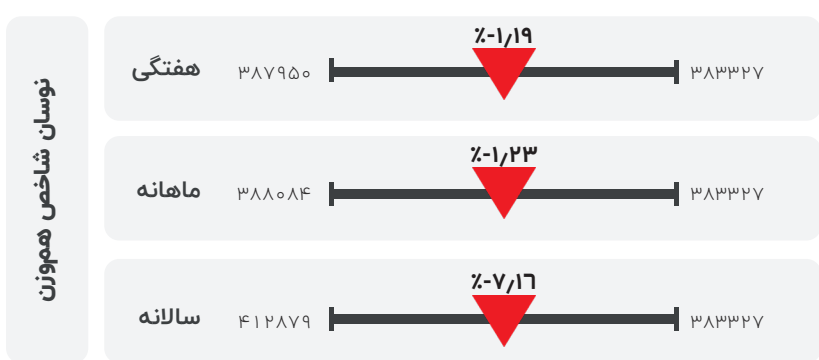 نوسان شاخص هم‌وزن
٪-۱٫۱۹
هفتگی ۳۸۷۹۵۰ ۳۸۳۳۲۷
٪-۱٫۲۳
ماهانه ۳۸۸۰۸۴ ۳۸۳۳۲۷
٪-۷٫۱۶
سالانه ۴۱۲۸۷۹ ۳۸۳۳۲۷